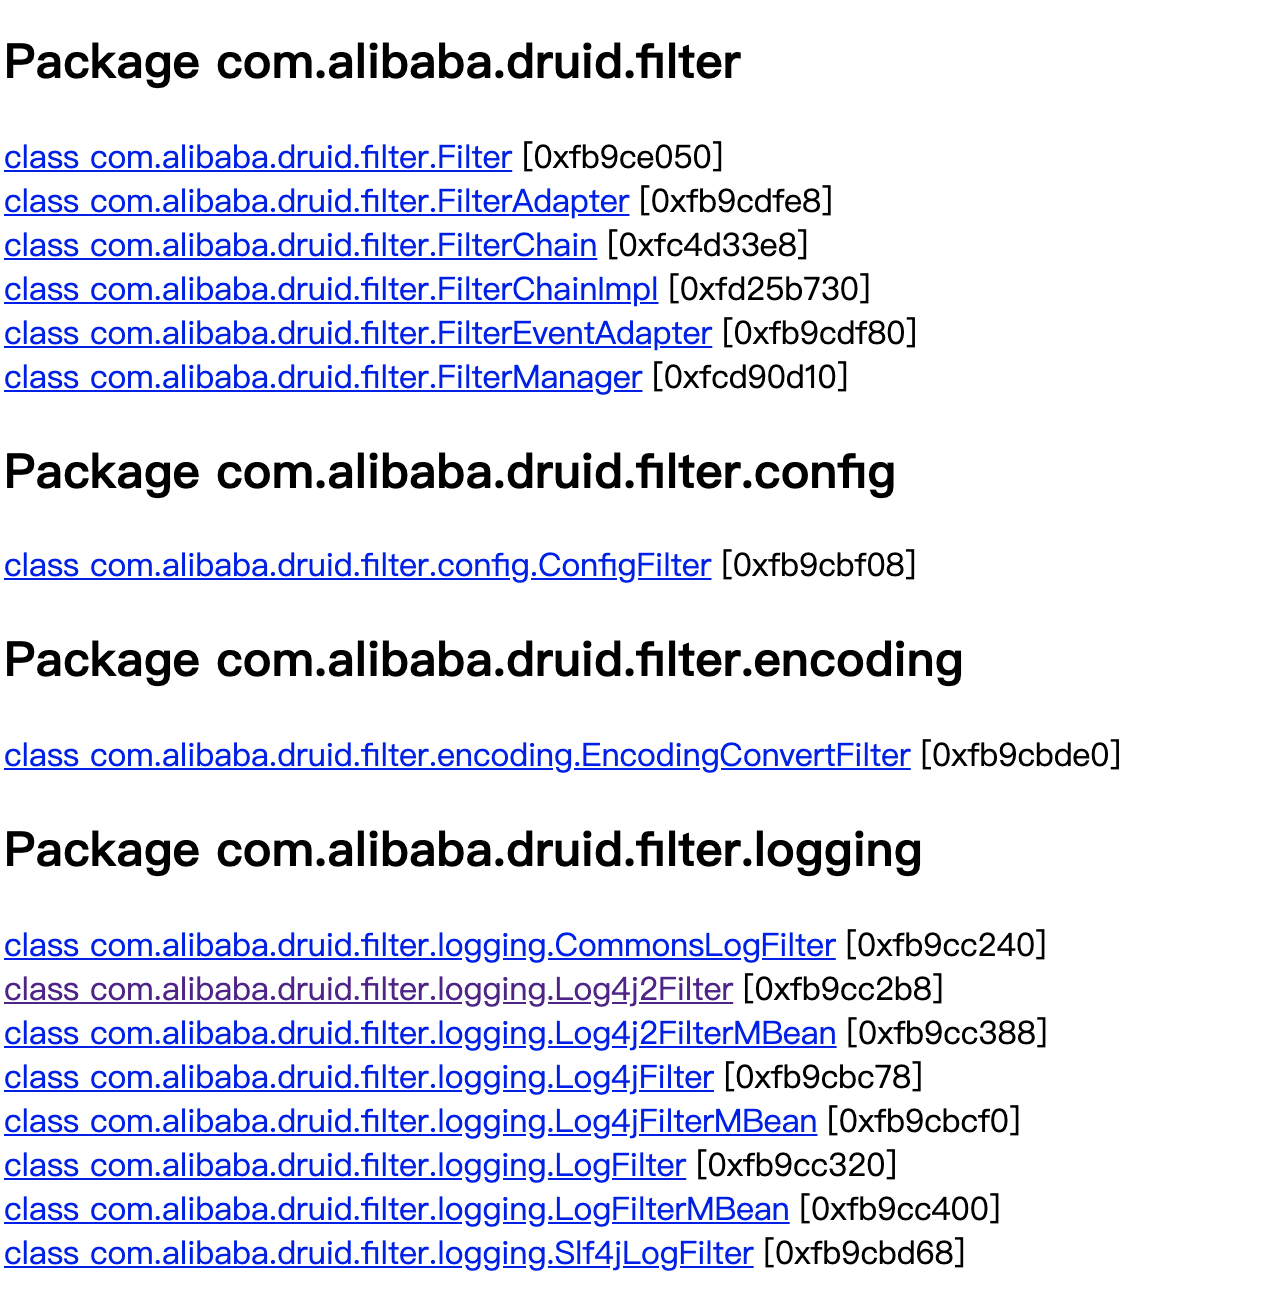 Package com.alibaba.druid.filter
class com.alibaba.druid.filter.Filter [0xfb9ce050]
class com.alibaba.druid.filter.FilterAdapter [0xfb9cdfe8]
class com.alibaba.druid.filter.FilterChain [0xfc4d33e8]
class com.alibaba.druid.filter.FilterChainImpl [0xfd25b730]
class com.alibaba.druid.filter.FilterEventAdapter [0xfb9cdf80]
class com.alibaba.druid.filter.FilterManager [0xfcd90d10]
Package com.alibaba.druid.filter.config
class com.alibaba.druid.filter.config.ConfigFilter [0xfb9cbf08]
Package com.alibaba.druid.filter.encoding
class com.alibaba.druid.filter.encoding.EncodingConvertFilter [0xfb9cbde0]
Package com.alibaba.druid.filter.logging
class com.alibaba.druid.filter.logging.CommonsLogFilter [0xfb9cc240]
class com.alibaba.druid.filter.logging.Log4j2Filter [0xfb9cc2b8]
class com.alibaba.druid.filter.logging.Log4j2FilterMBean [0xfb9cc388]
class com.alibaba.druid.filter.logging.Log4jFilter [0xfb9cbc78]
class com.alibaba.druid.filter.logging.Log4jFilterMBean [0xfb9cbcf0]
class com.alibaba.druid.filter.logging.LogFilter [0xfb9cc320]
class com.alibaba.druid.filter.logging.LogFilterMBean [0xfb9cc400]
class com.alibaba.druid.filter.logging.Slf4jLogFilter [0xfb9cbd68]